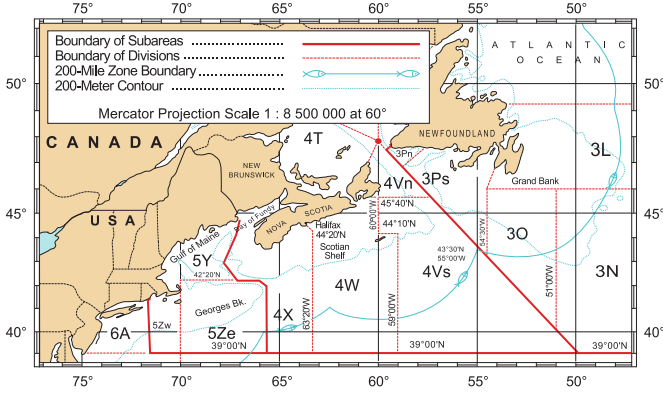 75° 70° 65° 60° 55° 50°
Boundary of Subareas
Boundary of Divisions
200-Mile Zone Boundary
200-Meter Contour
Mercator Projection Scale 1 : 8 500 000 at 60°
ATLANTIC
OCEAN
50° 50°
CANADA
4T
NEWFOUNDLAND
3L
3Pn
NEW
BRUNSWICK
4Vn
3Ps
Grand Bank
45°40'N
USA
45° 45°
Bay of Fundy
NOVA SCOTIA
Halifax
44°20'N
60°00'W
44°10'N
54°30'W
3O
Gulf of Maine
5Y
Scotian
Shelf
43°30'N
55°00'W
42°20'N
4W
4Vs
3N
51°00'W
Georges Bk.
63°20'W
59°00'W
40° 40°
6A
5Zw
5Ze
4X
39°00'N 39°00'N 39°00'N
75° 70° 65° 60° 55° 50°